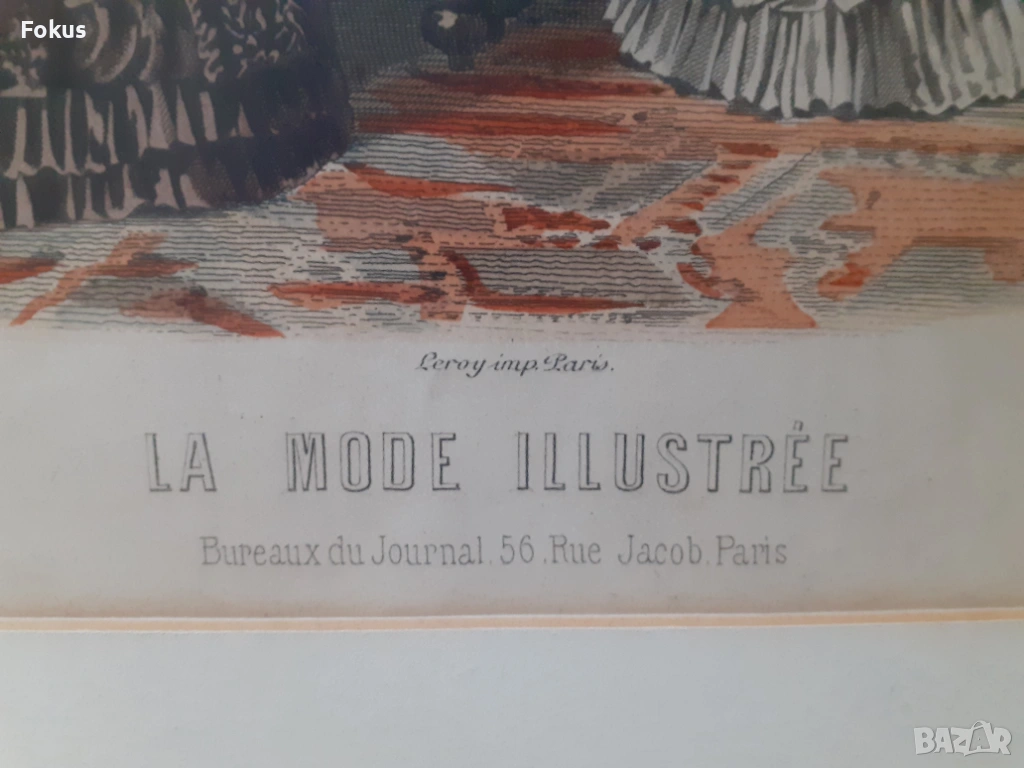 Fokus
Leroy imp. Paris.
LA MODE ILLUSTRÉE
Bureaux du Journal, 56, Rue Jacob, Paris
BAZAR